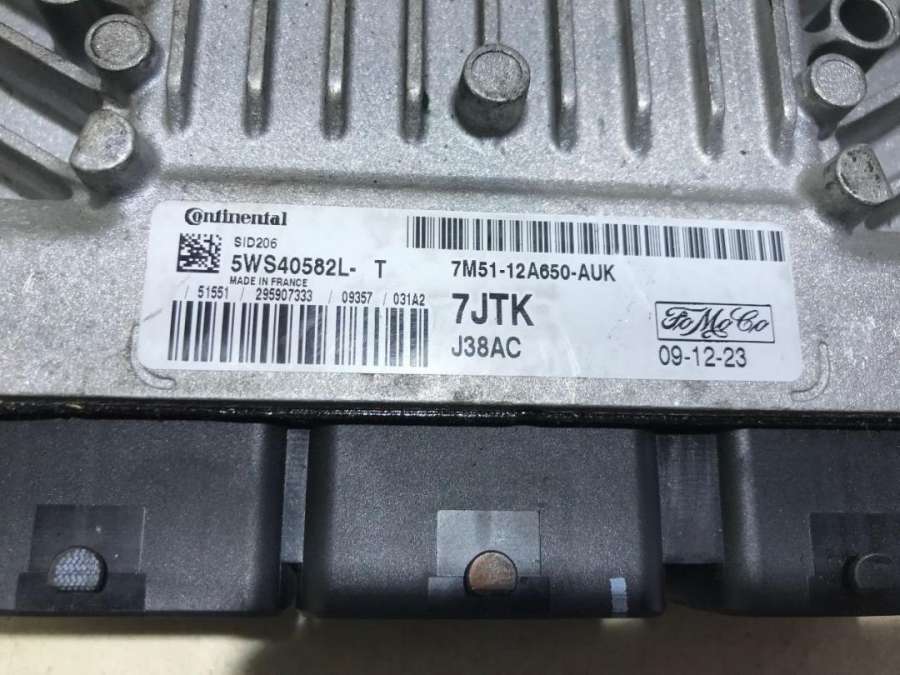 Continental
SID206
5WS40582L- T
MADE IN FRANCE
/ 51551 / 295907333 / 09357 / 031A2
7M51-12A650-AUK
7JTK
J38AC
FoMoCo
09-12-23